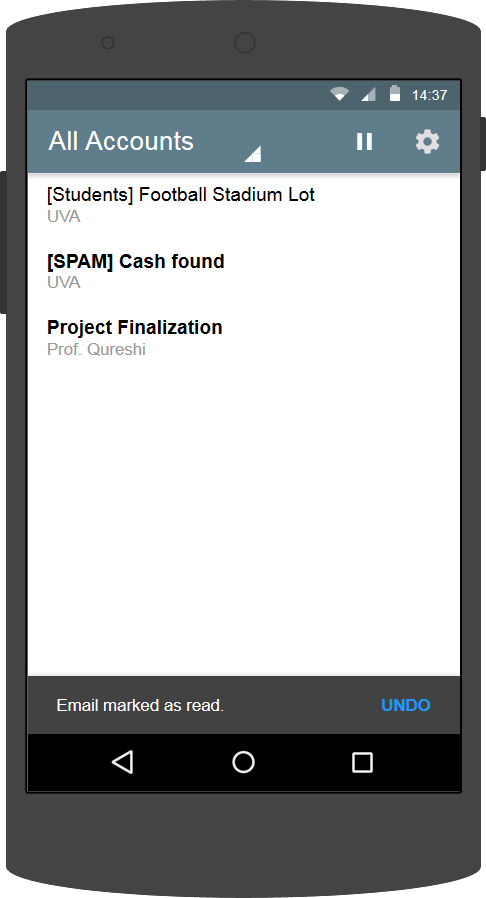 14:37
All Accounts
[Students] Football Stadium Lot
UVA
[SPAM] Cash found
UVA
Project Finalization
Prof. Qureshi
Email marked as read. UNDO